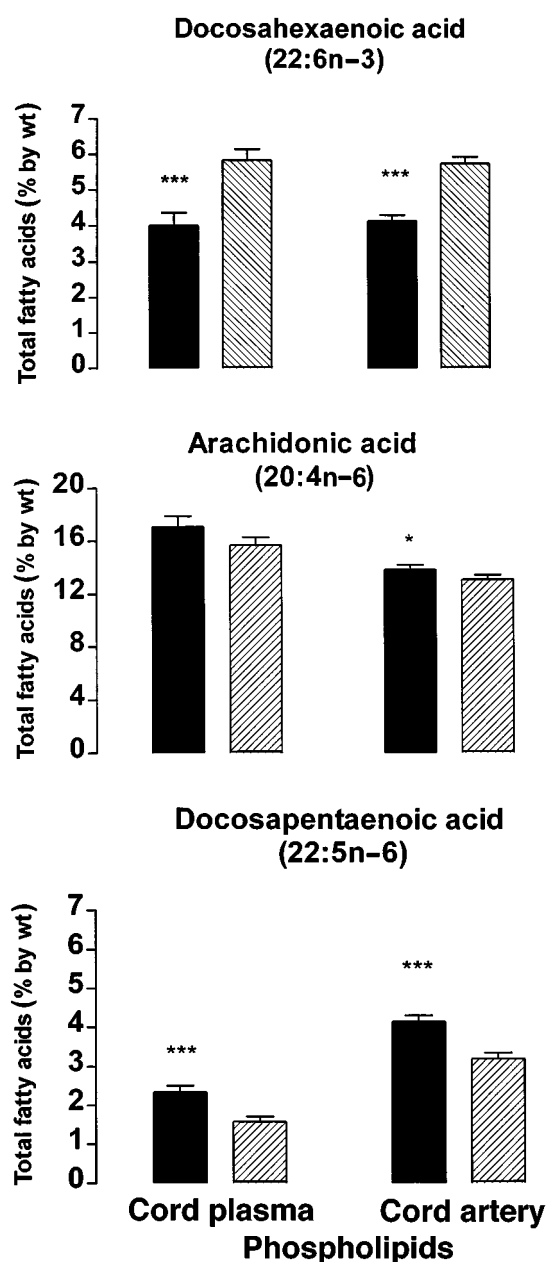 Docosahexaenoic acid
(22:6n–3)
Total fatty acids (% by wt)
7
6
5
4
3
2
1
0
***
***
Arachidonic acid
(20:4n–6)
Total fatty acids (% by wt)
20
16
12
8
4
0
*
Docosapentaenoic acid
(22:5n–6)
Total fatty acids (% by wt)
7
6
5
4
3
2
1
0
***
***
Cord plasma Cord artery
Phospholipids